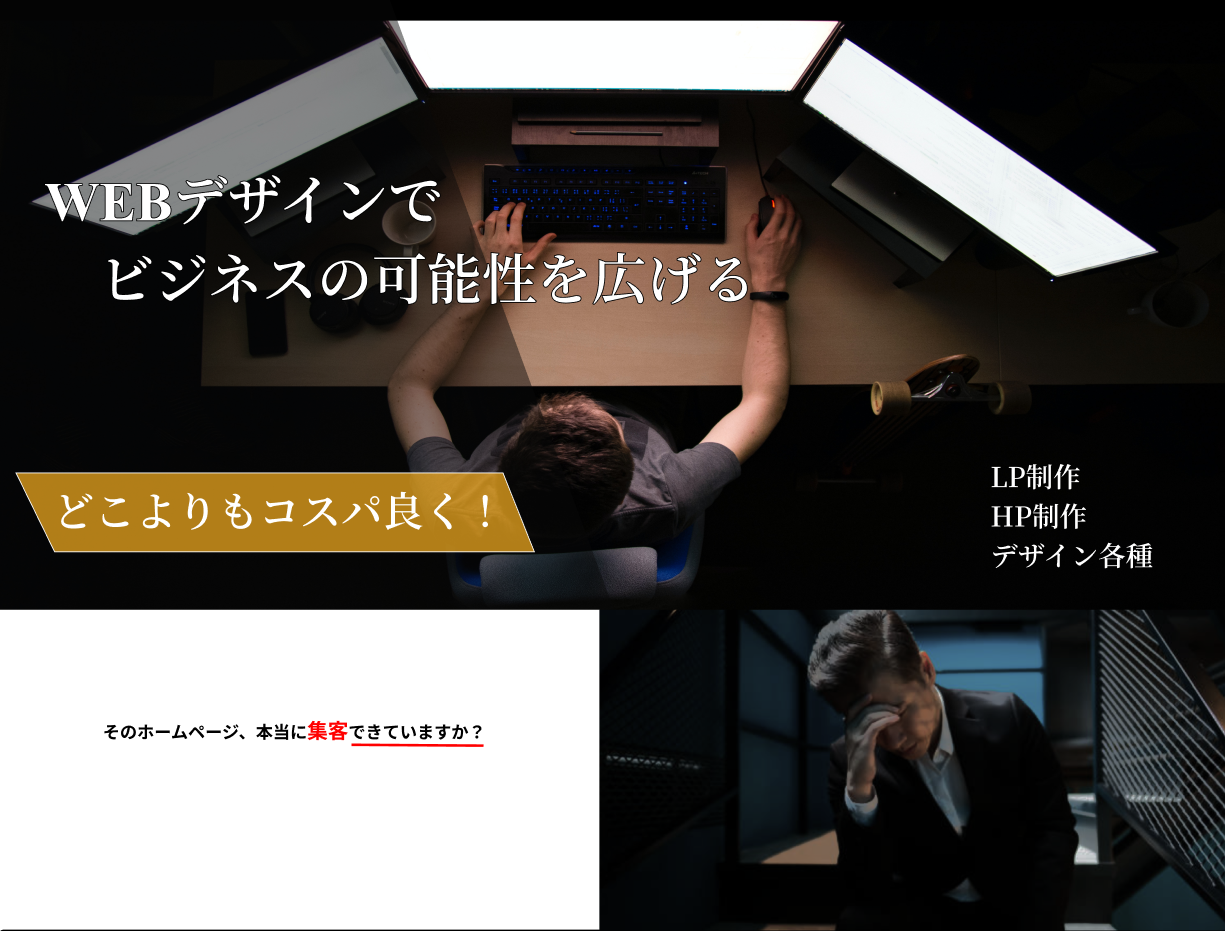 WEBデザインで
ビジネスの可能性を広げる
どこよりもコスパ良く！
LP制作
HP制作
デザイン各種
そのホームページ、本当に集客できていますか？